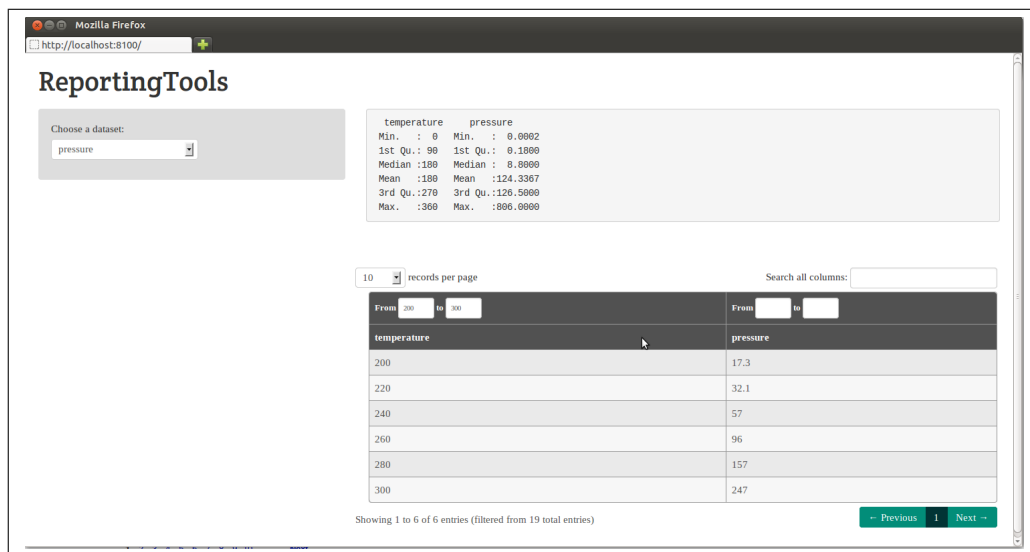 Mozilla Firefox
http://localhost:8100/
ReportingTools
Choose a dataset:
pressure
temperature pressure
Min. : 0 Min. : 0.0002
1st Qu.: 90 1st Qu.: 0.1800
Median :180 Median : 8.8000
Mean :180 Mean :124.3367
3rd Qu.:270 3rd Qu.:126.5000
Max. :360 Max. :806.0000
10 records per page Search all columns:
From 200 to 300 From to
temperature pressure
200 17.3
220 32.1
240 57
260 96
280 157
300 247
Showing 1 to 6 of 6 entries (filtered from 19 total entries) ← Previous 1 Next →